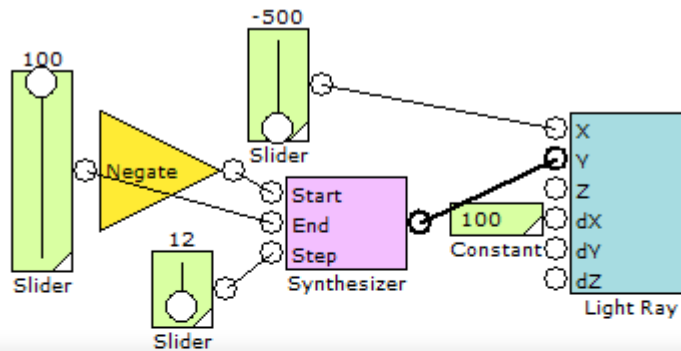 -500
100
Slider
Negate
Slider
12
Slider
Start
End
Step
Synthesizer
100
Constant
X
Y
Z
dX
dY
dZ
Light Ray